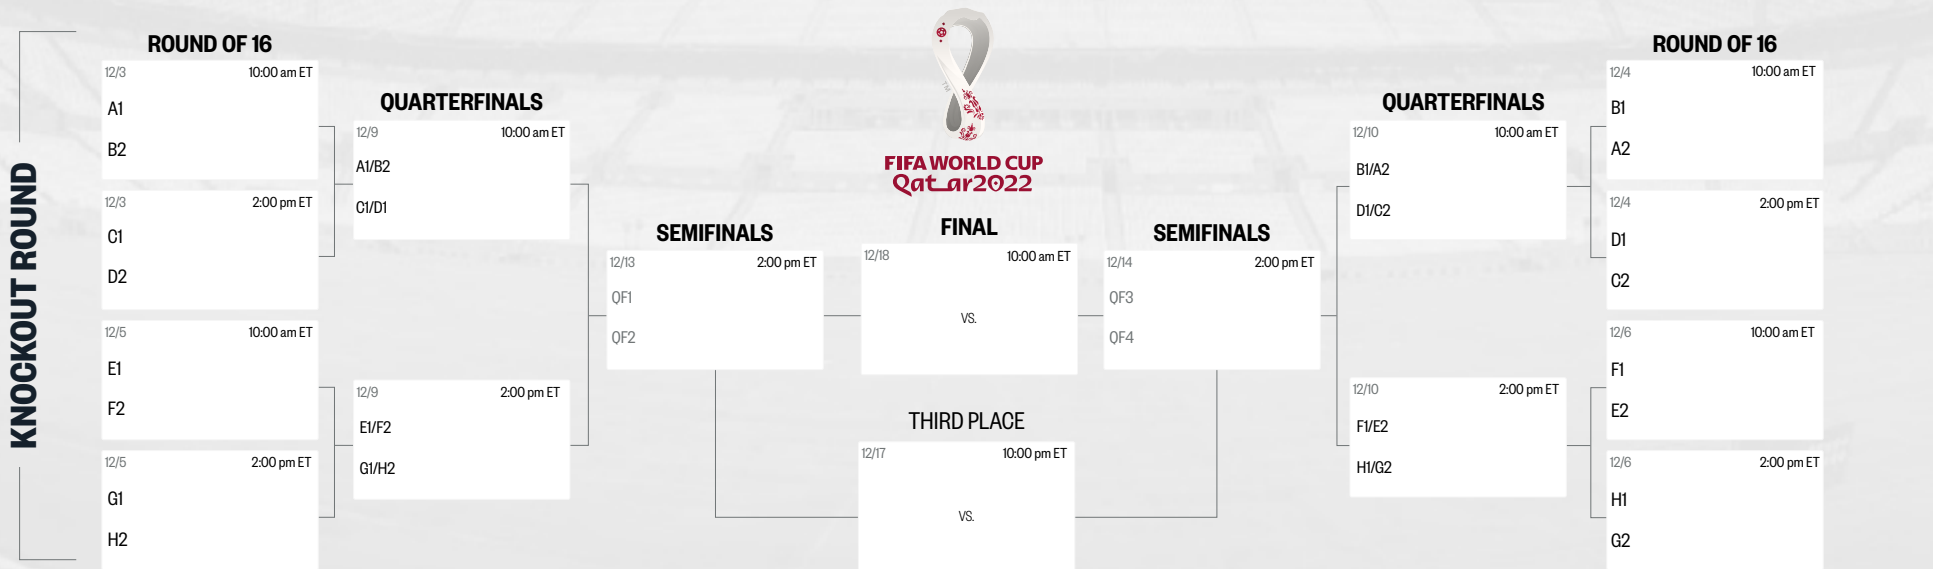 KNOCKOUT ROUND
ROUND OF 16
12/3 10:00 am ET
A1
B2
12/3 2:00 pm ET
C1
D2
12/5 10:00 am ET
E1
F2
12/5 2:00 pm ET
G1
H2
QUARTERFINALS
12/9 10:00 am ET
A1/B2
C1/D1
12/9 2:00 pm ET
E1/F2
G1/H2
SEMIFINALS
12/13 2:00 pm ET
QF1
QF2
TM
FIFA WORLD CUP
Qatar2022
FINAL
12/18 10:00 am ET
VS.
THIRD PLACE
12/17 10:00 pm ET
VS.
SEMIFINALS
12/14 2:00 pm ET
QF3
QF4
QUARTERFINALS
12/10 10:00 am ET
B1/A2
D1/C2
12/10 2:00 pm ET
F1/E2
H1/G2
ROUND OF 16
12/4 10:00 am ET
B1
A2
12/4 2:00 pm ET
D1
C2
12/6 10:00 am ET
F1
E2
12/6 2:00 pm ET
H1
G2